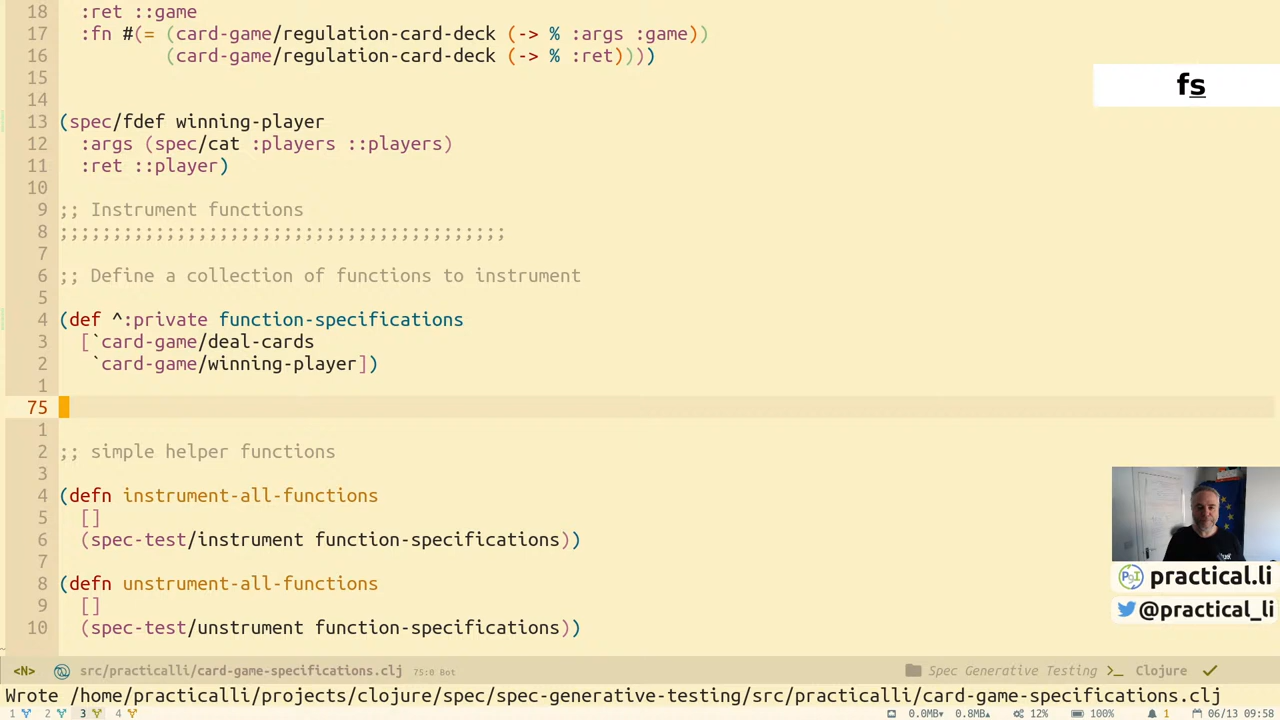 18   :ret ::game
17   :fn #(= (card-game/regulation-card-deck (-> % :args :game))
16           (card-game/regulation-card-deck (-> % :ret))))
15
14
13 (spec/fdef winning-player
12   :args (spec/cat :players ::players)
11   :ret ::player)
10
9 ;; Instrument functions
8 ;;;;;;;;;;;;;;;;;;;;;;;;;;;;;;;;;;;;;;;;;;
7
6 ;; Define a collection of functions to instrument
5
4 (def ^:private function-specifications
3   [`card-game/deal-cards
2    `card-game/winning-player])
1
75
1
2 ;; simple helper functions
3
4 (defn instrument-all-functions
5   []
6   (spec-test/instrument function-specifications))
7
8 (defn unstrument-all-functions
9   []
10   (spec-test/unstrument function-specifications))
fs
practical.li
@practical_li
<N> src/practicalli/card-game-specifications.clj 75:0 Bot Spec Generative Testing >_ Clojure
Wrote /home/practicalli/projects/clojure/spec/spec-generative-testing/src/practicalli/card-game-specifications.clj
1 2 3 4 0.0MB 0.8MB 12% 100% 1 06/13 09:58